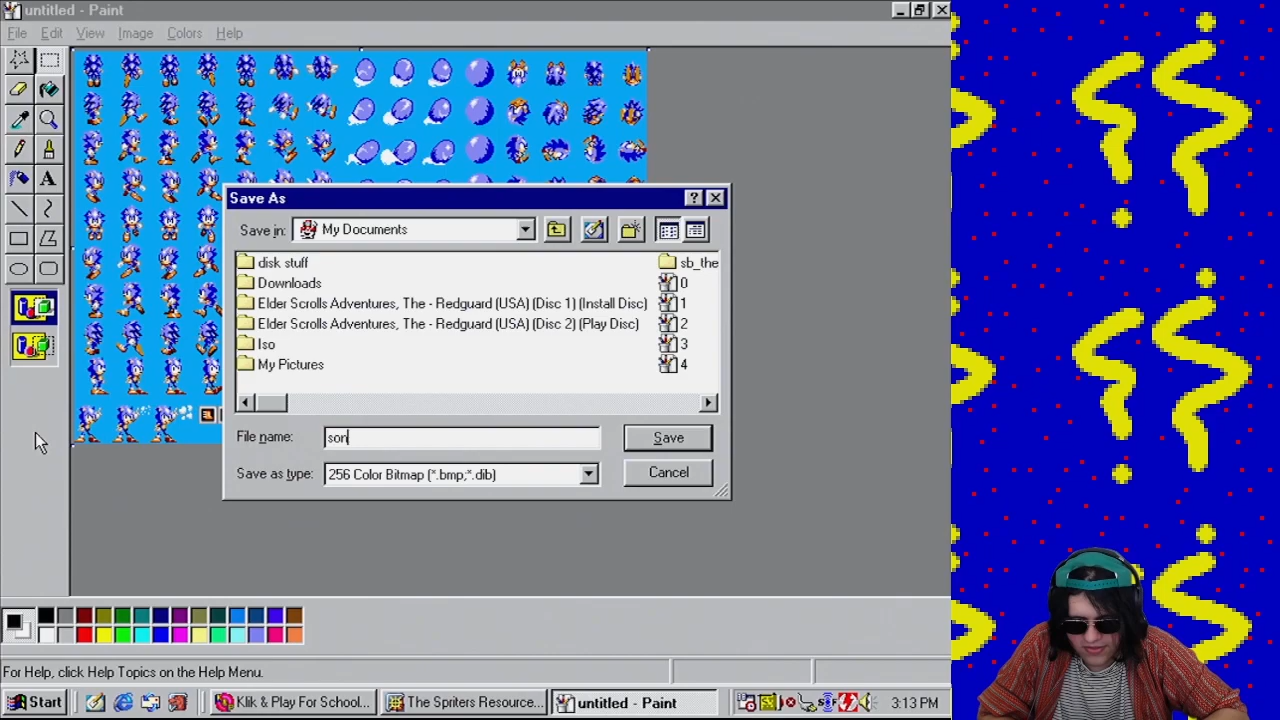 untitled - Paint
File Edit View Image Colors Help
Save As
Save in: My Documents
disk stuff
Downloads
Elder Scrolls Adventures, The - Redguard (USA) (Disc 1) (Install Disc)
Elder Scrolls Adventures, The - Redguard (USA) (Disc 2) (Play Disc)
Iso
My Pictures
sb_the
0
1
2
3
4
File name: son
Save
Save as type: 256 Color Bitmap (*.bmp;*.dib)
Cancel
For Help, click Help Topics on the Help Menu.
Start Klik & Play For School... The Spriters Resource... untitled - Paint 3:13 PM